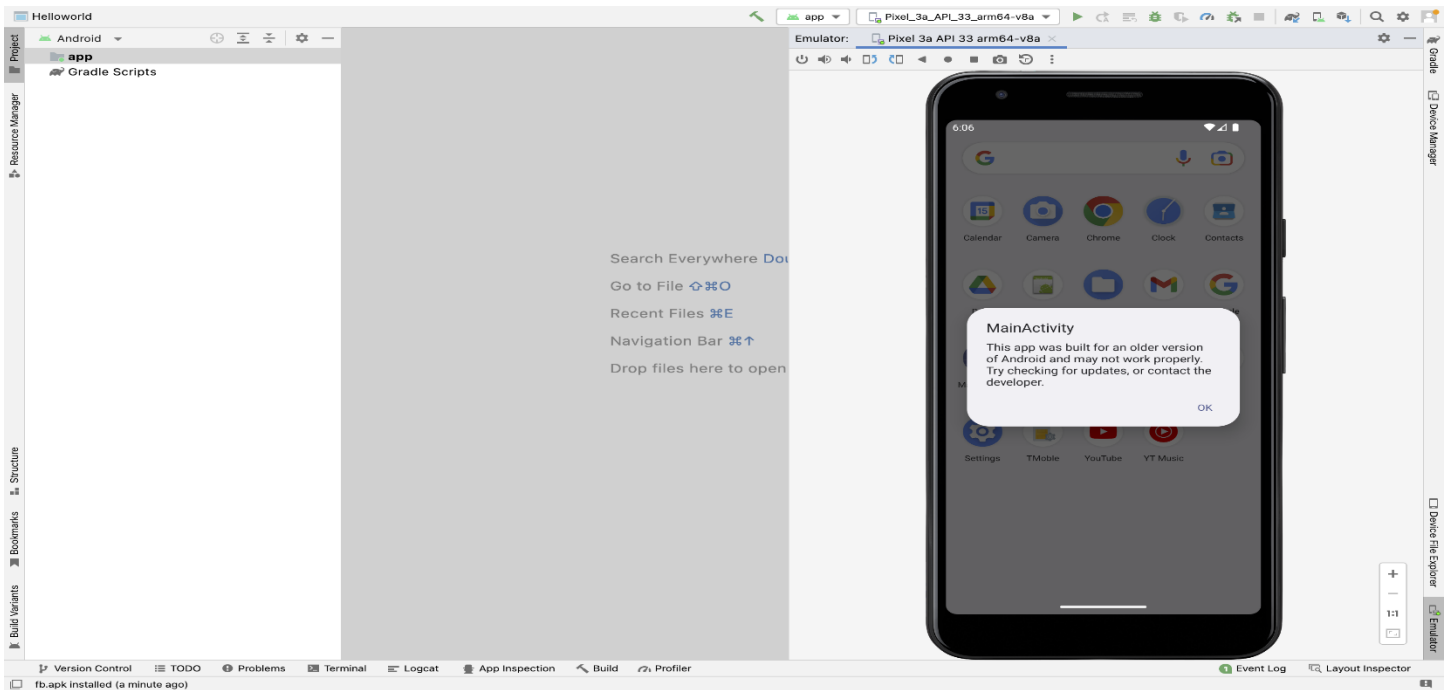 Helloworld
app
Pixel_3a_API_33_arm64-v8a
Android
Emulator:
Pixel 3a API 33 arm64-v8a
Project
Resource Manager
Structure
Bookmarks
Build Variants
app
Gradle Scripts
Search Everywhere
Go to File ⇧⌘O
Recent Files ⌘E
Navigation Bar ⌘↑
Drop files here to open
6:06
G
15
Calendar
Camera
Chrome
Clock
Contacts
MainActivity
This app was built for an older version
of Android and may not work properly.
Try checking for updates, or contact the
developer.
OK
Settings
TMoble
YouTube
YT Music
Gradle
Device Manager
Device File Explorer
Emulator
1:1
Version Control
TODO
Problems
Terminal
Logcat
App Inspection
Build
Profiler
1
Event Log
Layout Inspector
fb.apk installed (a minute ago)